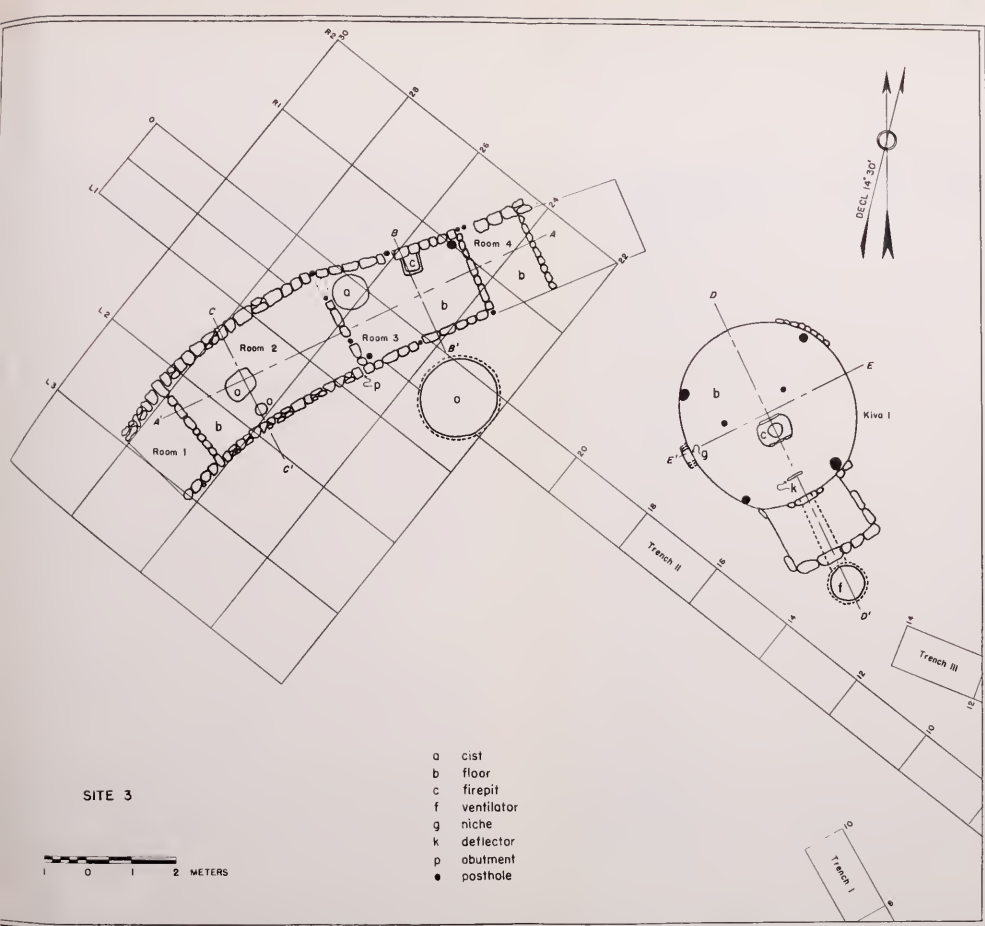 R2 30
R1
28
O
26
L1
24
DECL 14° 30'
B
A
Room 4
22
C
c
b
a
D
L2
Room 2
b
Room 3
E
B'
b
Kiva I
L3
a
p
a
c
A'
a
b
E'
g
20
Room 1
C'
k
18
Trench II
16
f
D'
14
14
Trench III
12
12
10
SITE 3
a cist
b floor
c firepit
f ventilator
g niche
k deflector
p abutment
posthole
10
Trench I
8
1 0 1 2 METERS